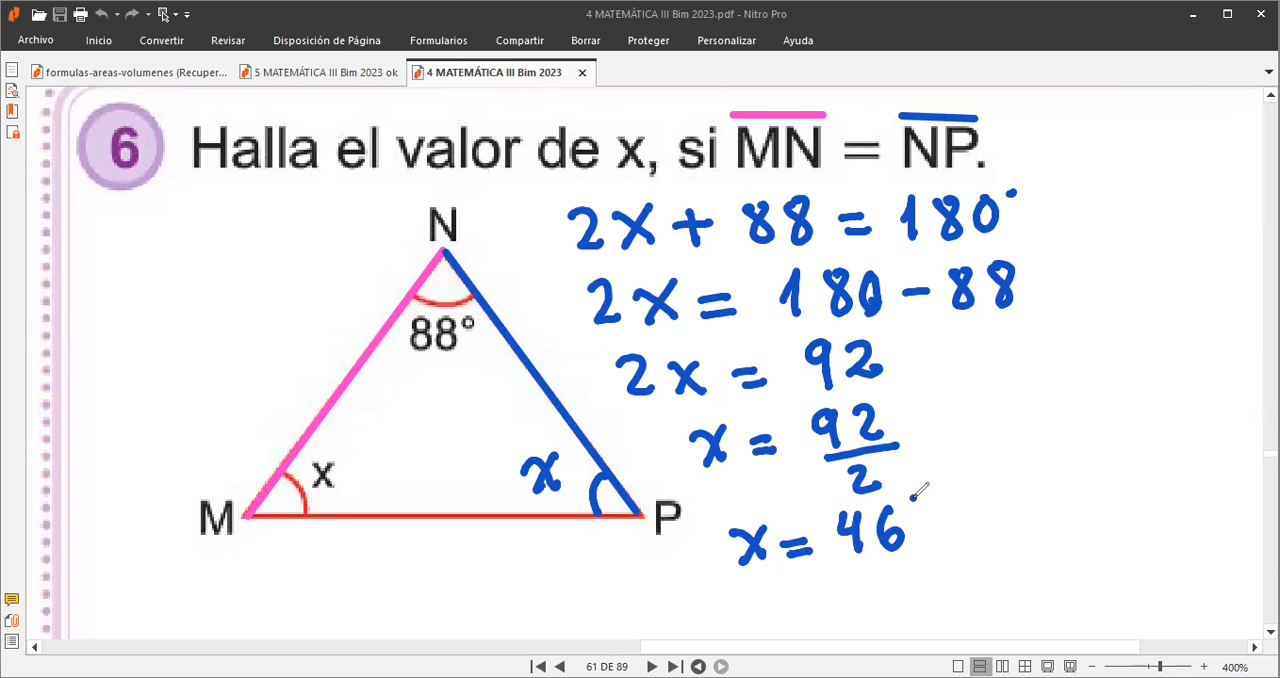 4 MATEMÁTICA III Bim 2023.pdf - Nitro Pro
Archivo Inicio Convertir Revisar Disposición de Página Formularios Compartir Borrar Proteger Personalizar Ayuda
formulas-areas-volumenes (Recuper... 5 MATEMÁTICA III Bim 2023 ok 4 MATEMÁTICA III Bim 2023
6 Halla el valor de x, si MN = NP.
N
2x + 88 = 180°
2x = 180 - 88
88°
2x = 92
x = 92/2
x
x
M
P
x = 46°
61 DE 89
400%